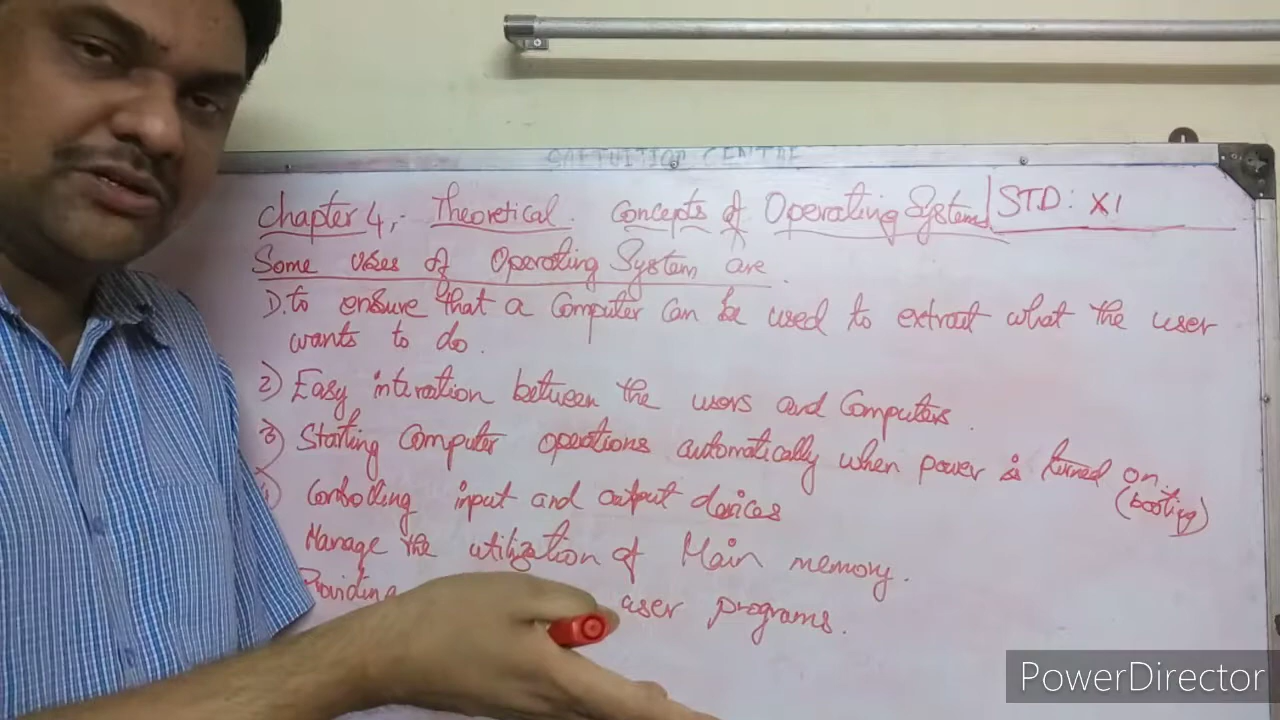 Chapter 4:- Theoretical Concepts of Operating System | STD: XI
Some uses of Operating System are
1). to ensure that a Computer can be used to extract what the user
wants to do.
2) Easy interation between the users and Computers.
3) Starting Computer operations automatically when power is turned on.
(booting)
4) Controlling input and output devices
Manage the utilization of Main memory.
Providing user programs.
PowerDirector